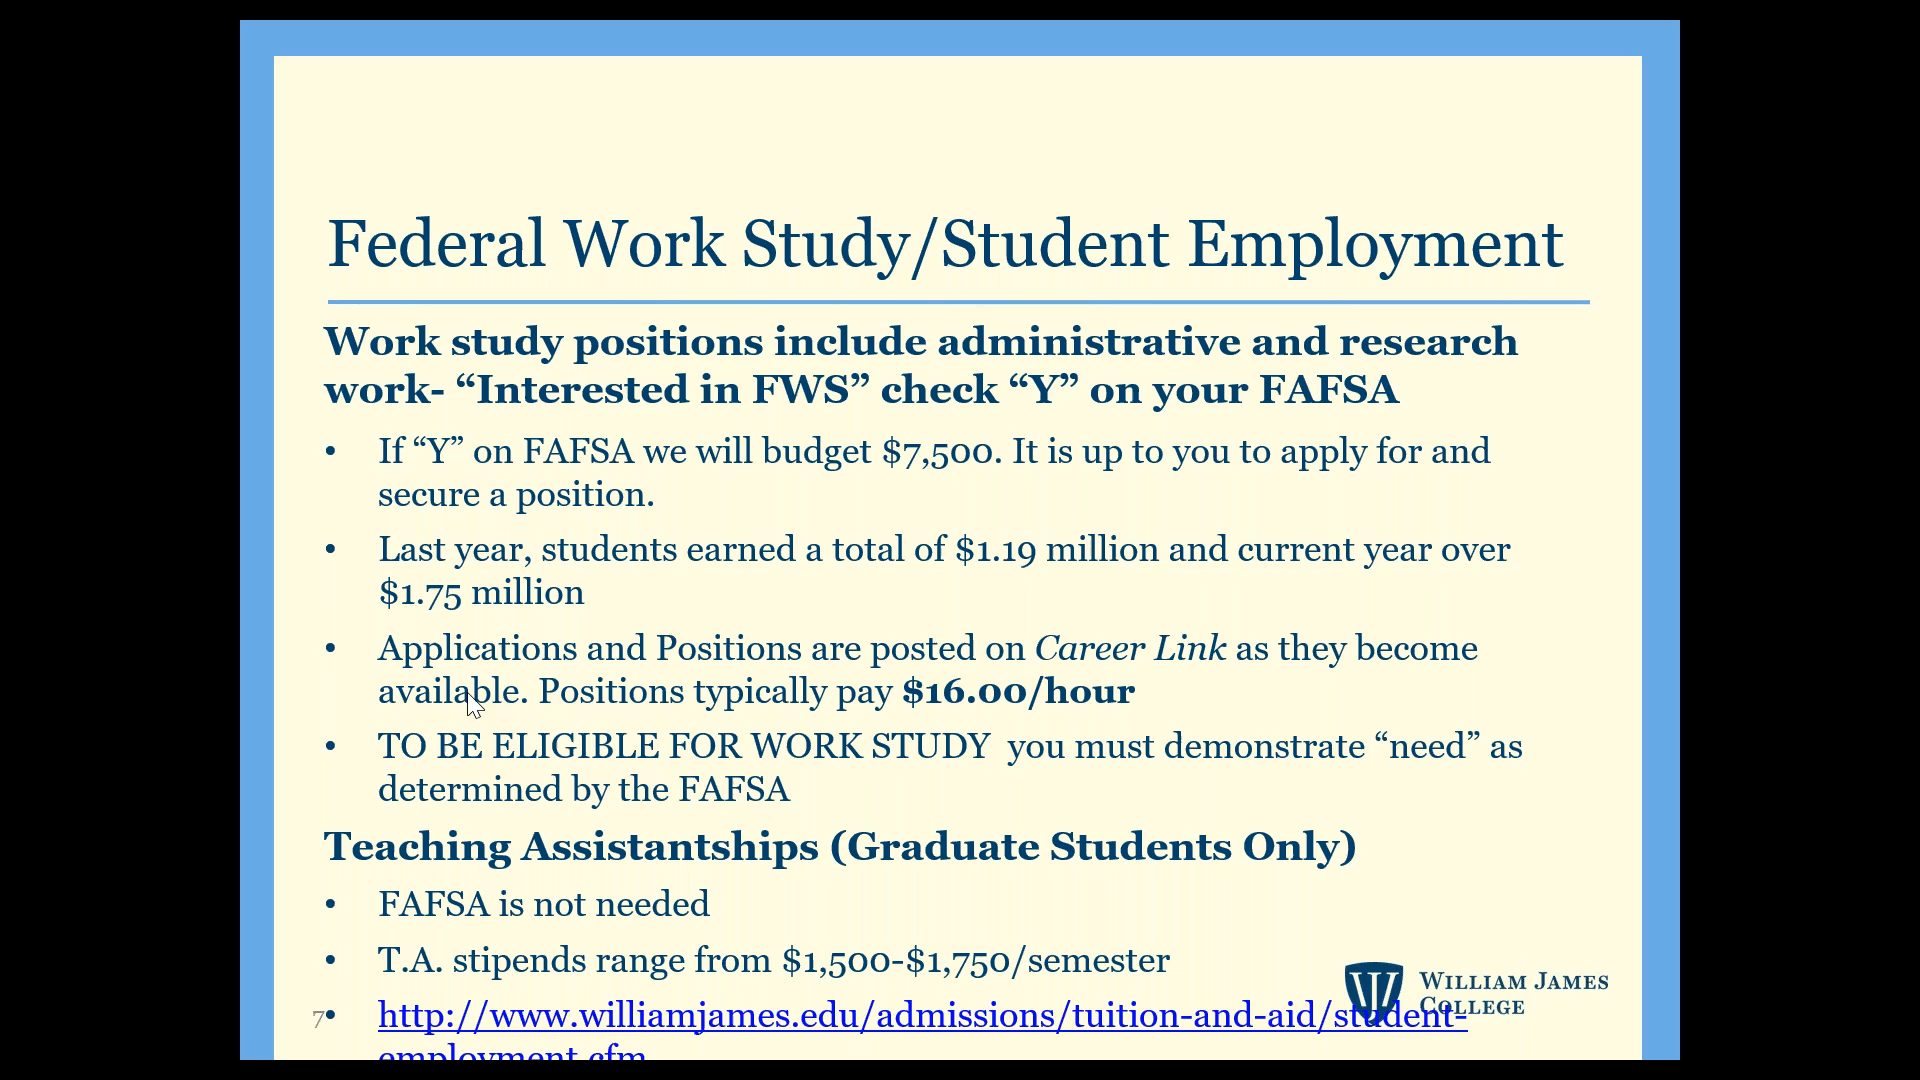 Federal Work Study/Student Employment
Work study positions include administrative and research
work- “Interested in FWS” check “Y” on your FAFSA
• If “Y” on FAFSA we will budget $7,500. It is up to you to apply for and
secure a position.
• Last year, students earned a total of $1.19 million and current year over
$1.75 million
• Applications and Positions are posted on Career Link as they become
available. Positions typically pay $16.00/hour
• TO BE ELIGIBLE FOR WORK STUDY  you must demonstrate “need” as
determined by the FAFSA
Teaching Assistantships (Graduate Students Only)
• FAFSA is not needed
• T.A. stipends range from $1,500-$1,750/semester
• http://www.williamjames.edu/admissions/tuition-and-aid/student-
employment.cfm
7
WILLIAM JAMES
COLLEGE